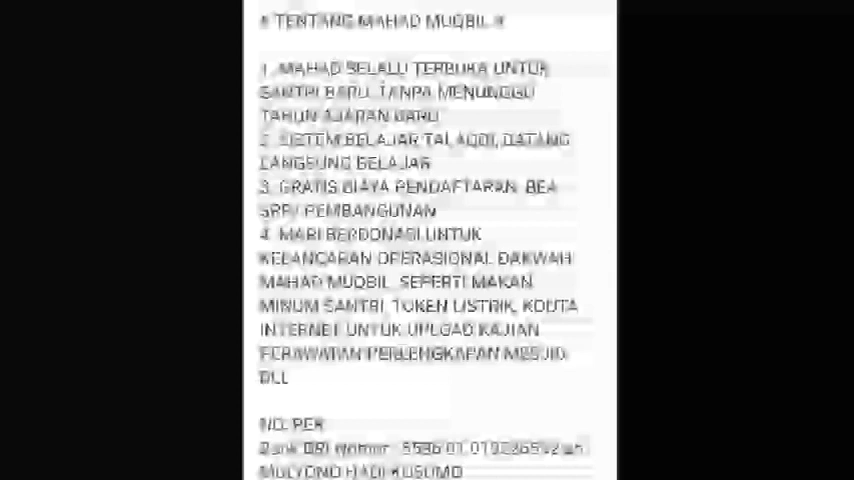 * TENTANG MAHAD MUQBIL *
1. MAHAD SELALU TERBUKA UNTUK
SANTRI BARU, TANPA MENUNGGU
TAHUN AJARAN BARU
2. SISTEM BELAJAR TALAQQI, DATANG
LANGSUNG BELAJAR
3. GRATIS BIAYA PENDAFTARAN, BEA
SPP/ PEMBANGUNAN
4. MARI BERDONASI UNTUK
KELANCARAN OPERASIONAL DAKWAH
MAHAD MUQBIL, SEPERTI MAKAN
MINUM SANTRI, TOKEN LISTRIK, KOUTA
INTERNET UNTUK UPLOAD KAJIAN
PERAWATAN PERLENGKAPAN MESJID
DLL
NO. REK
Bank BRI Nomor : an.
MULYONO HADI KUSUMO